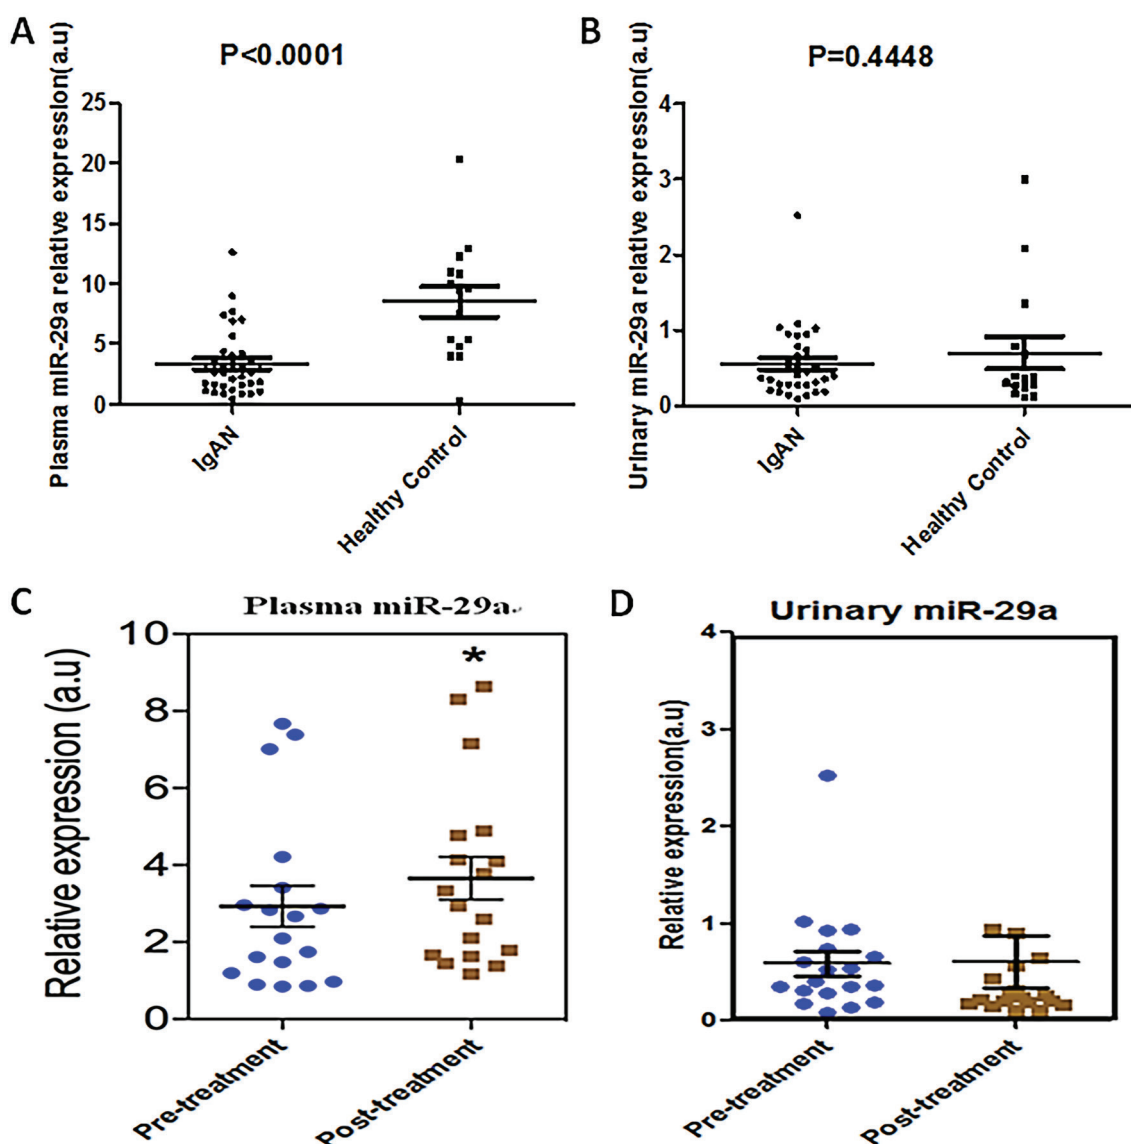 A
P<0.0001
Plasma miR-29a relative expression(a.u)
25
20
15
10
5
0
IgAN
Healthy Control
B
P=0.4448
Urinary miR-29a relative expression(a.u)
4
3
2
1
0
IgAN
Healthy Control
C
Plasma miR-29a
Relative expression (a.u)
10
8
6
4
2
0
*
Pre-treatment
Post-treatment
D
Urinary miR-29a
Relative expression(a.u)
4
3
2
1
0
Pre-treatment
Post-treatment